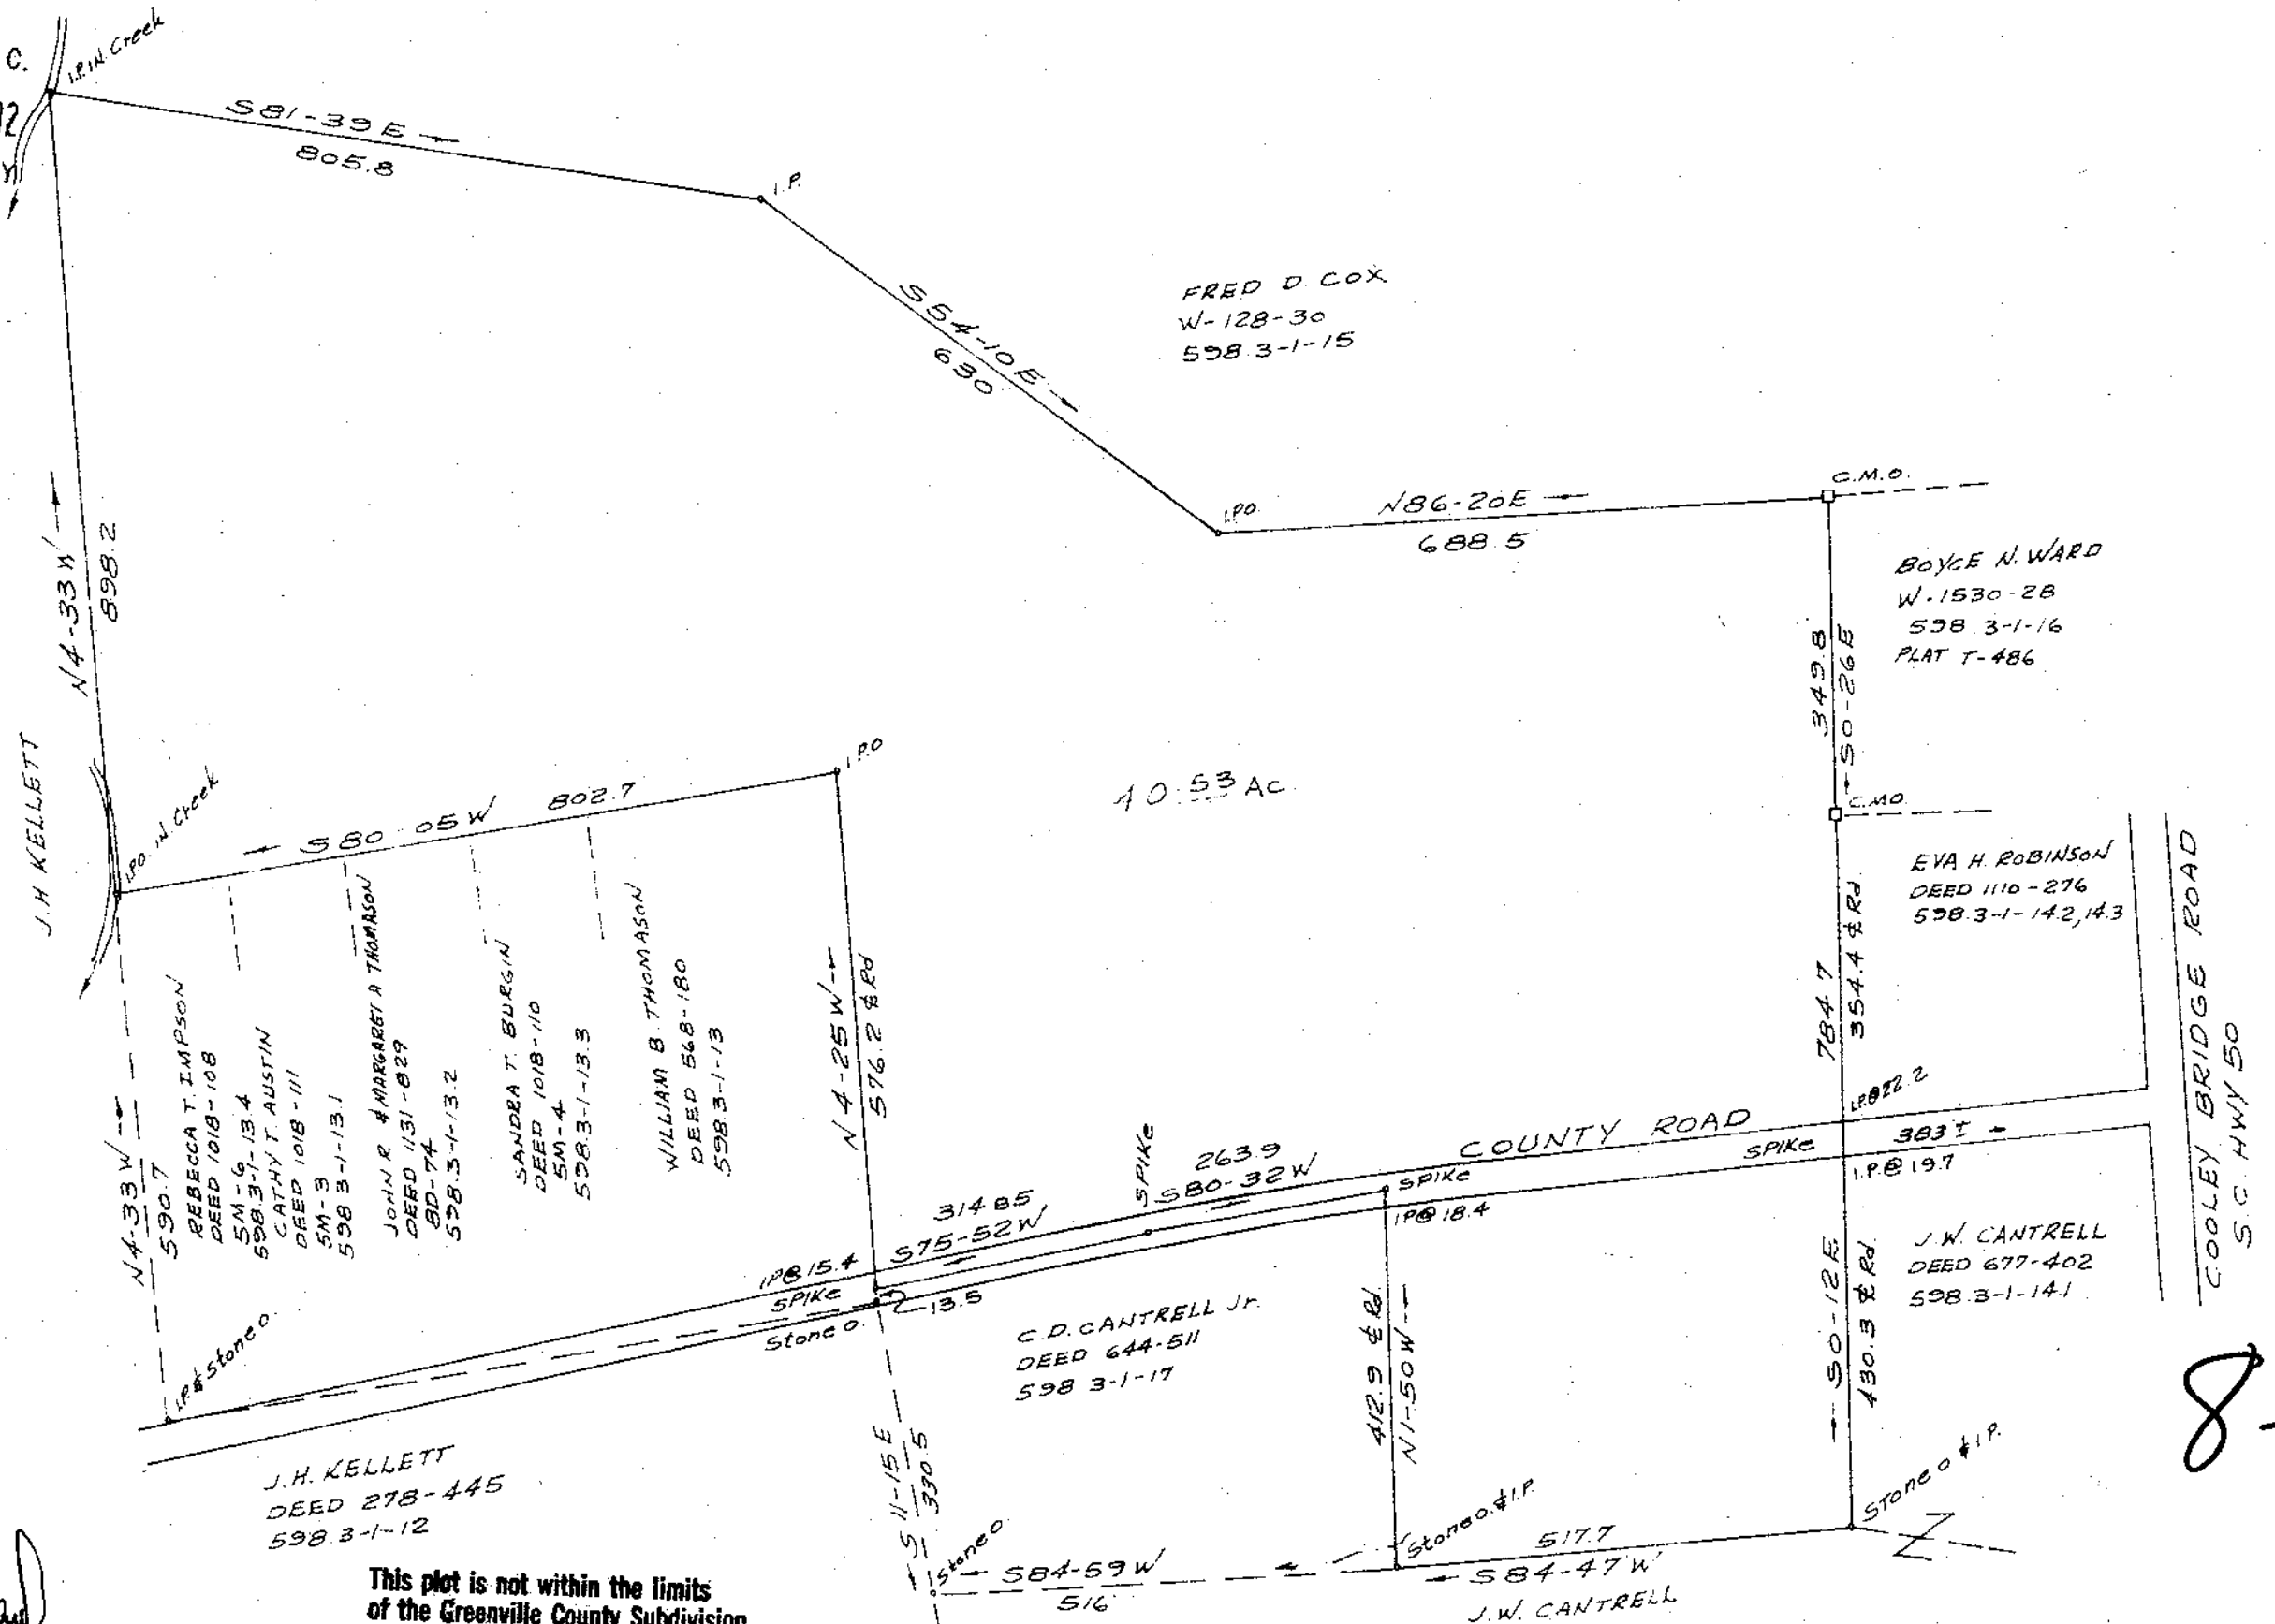 C.
I.P. IN. Creek
12
S81-39 E
805.8
I.P.
S54-10 E
630
FRED D. COX
W-128-30
598.3-1-15
I.P.O.
N86-20E
688.5
C.M.O.
BOYCE N. WARD
W-1530-28
598.3-1-16
PLAT T-486
349.8
S0-26E
C.M.O.
N4-33W
898.2
J.H KELLETT
I.P.O. IN. Creek
S80-05W 802.7
I.P.O
40.53 Ac.
EVA H. ROBINSON
DEED 1110-276
598.3-1-14.2,14.3
784.7
354.4 ℄ Rd.
COOLEY BRIDGE ROAD
S.C. HWY 50
N4-33W
590.7
REBECCA T. IMPSON
DEED 1018-108
5M-6
598.3-1-13.4
CATHY T. AUSTIN
DEED 1018-111
5M-3
598 3-1-13.1
JOHN R & MARGARET A THOMASON
DEED 1131-829
8D-74
598.3-1-13.2
SANDRA T. BURGIN
DEED 1018-110
5M-4
598.3-1-13.3
WILLIAM B. THOMASON
DEED 568-180
598.3-1-13
N4-25W
576.2 ℄ Rd
SPIKE
263.9
S80-32W
COUNTY ROAD
I.P.@22.2
SPIKE
383±
I.P.@19.7
314.85
S75-52W
SPIKE
IP@18.4
IP@15.4
SPIKE
13.5
Stone O.
I.P. & Stone O.
C.D. CANTRELL Jr.
DEED 644-511
598 3-1-17
412.9 ℄ Rd.
N1-50W
S0-12E
430.3 ℄ Rd.
J.W. CANTRELL
DEED 677-402
598.3-1-14.1
8-
J.H. KELLETT
DEED 278-445
598.3-1-12
S11-15E
330.5
Stone O
S84-59W
516
Stone O. & I.P.
517.7
S84-47W
J.W. CANTRELL
Stone O & I.P.
This plat is not within the limits
of the Greenville County Subdivision